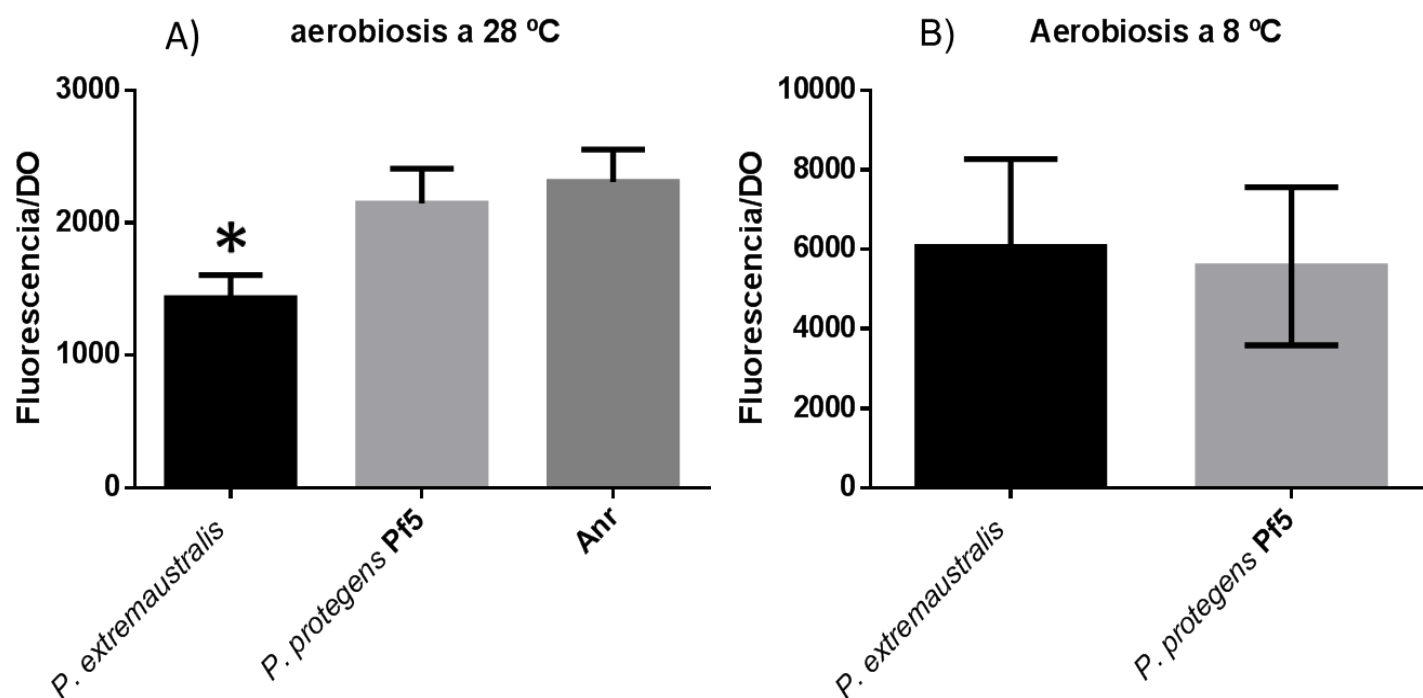 A)
aerobiosis a 28 ºC
Fluorescencia/DO
3000
2000
1000
0
*
P. extremaustralis
P. protegens Pf5
Anr
B)
Aerobiosis a 8 ºC
Fluorescencia/DO
10000
8000
6000
4000
2000
0
P. extremaustralis
P. protegens Pf5